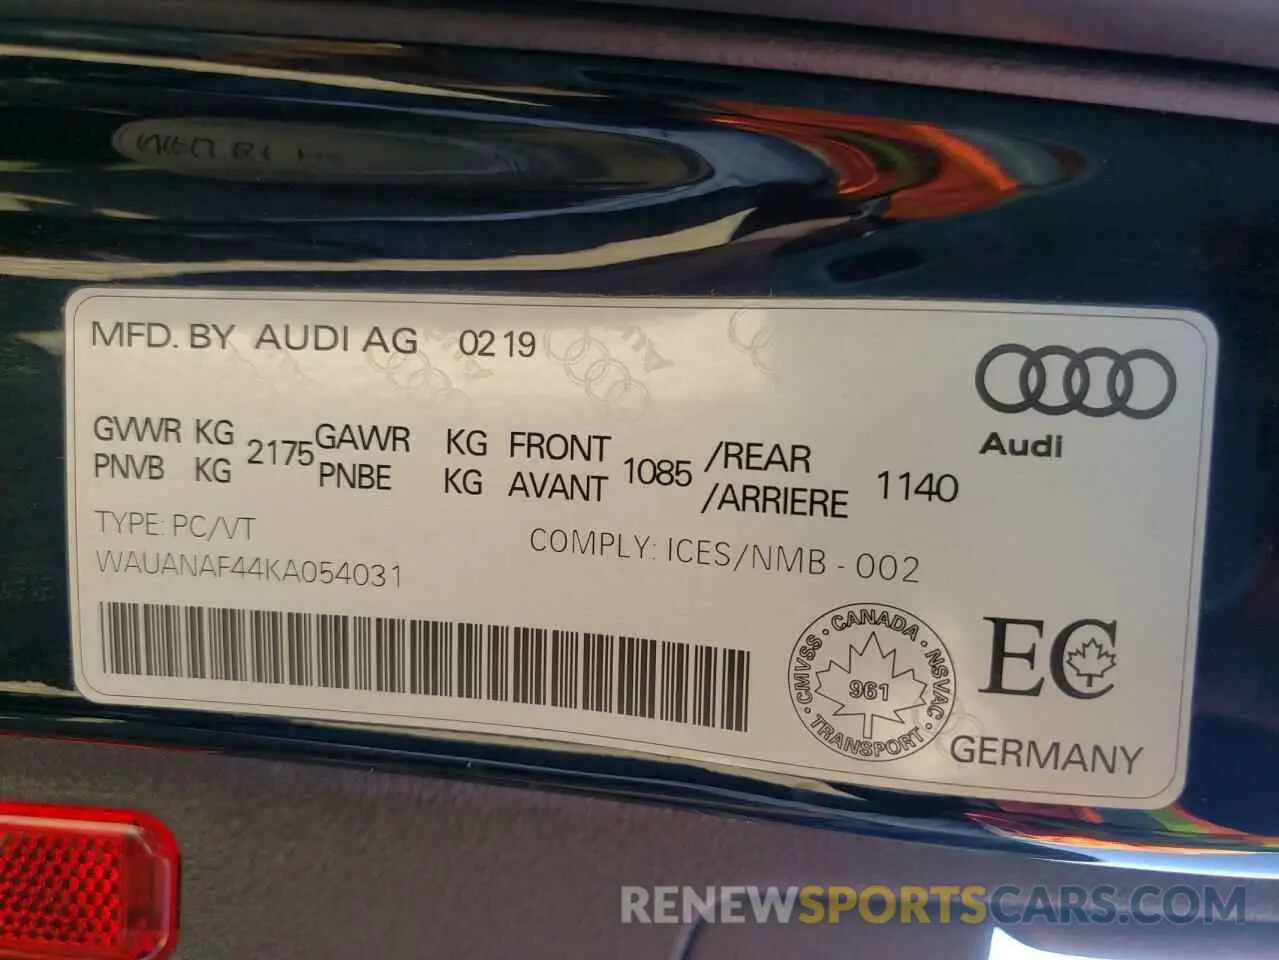 MFD. BY AUDI AG 02 19
Audi
GVWR KG 2175 GAWR KG FRONT 1085 /REAR 1140
PNVB KG PNBE KG AVANT /ARRIERE
TYPE: PC/VT
COMPLY: ICES/NMB - 002
WAUANAF44KA054031
CMVSS · CANADA · NSVAC · TRANSPORT ·
961
EC
GERMANY
RENEWSPORTSCARS.COM